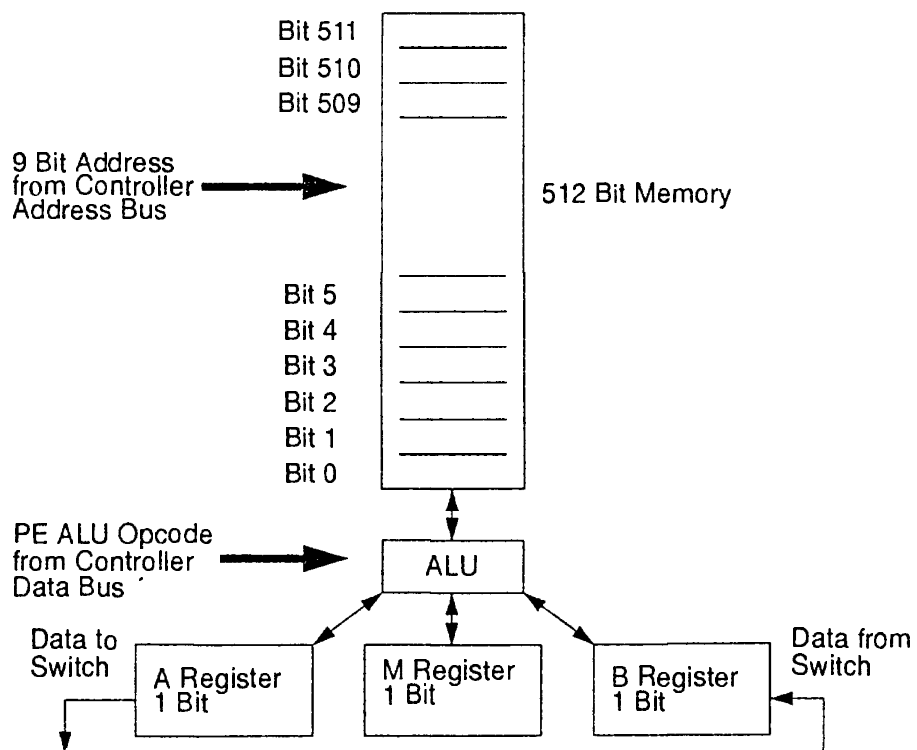 Bit 511
Bit 510
Bit 509
9 Bit Address
from Controller
Address Bus
512 Bit Memory
Bit 5
Bit 4
Bit 3
Bit 2
Bit 1
Bit 0
PE ALU Opcode
from Controller
Data Bus
ALU
Data to
Switch
A Register
1 Bit
M Register
1 Bit
B Register
1 Bit
Data from
Switch